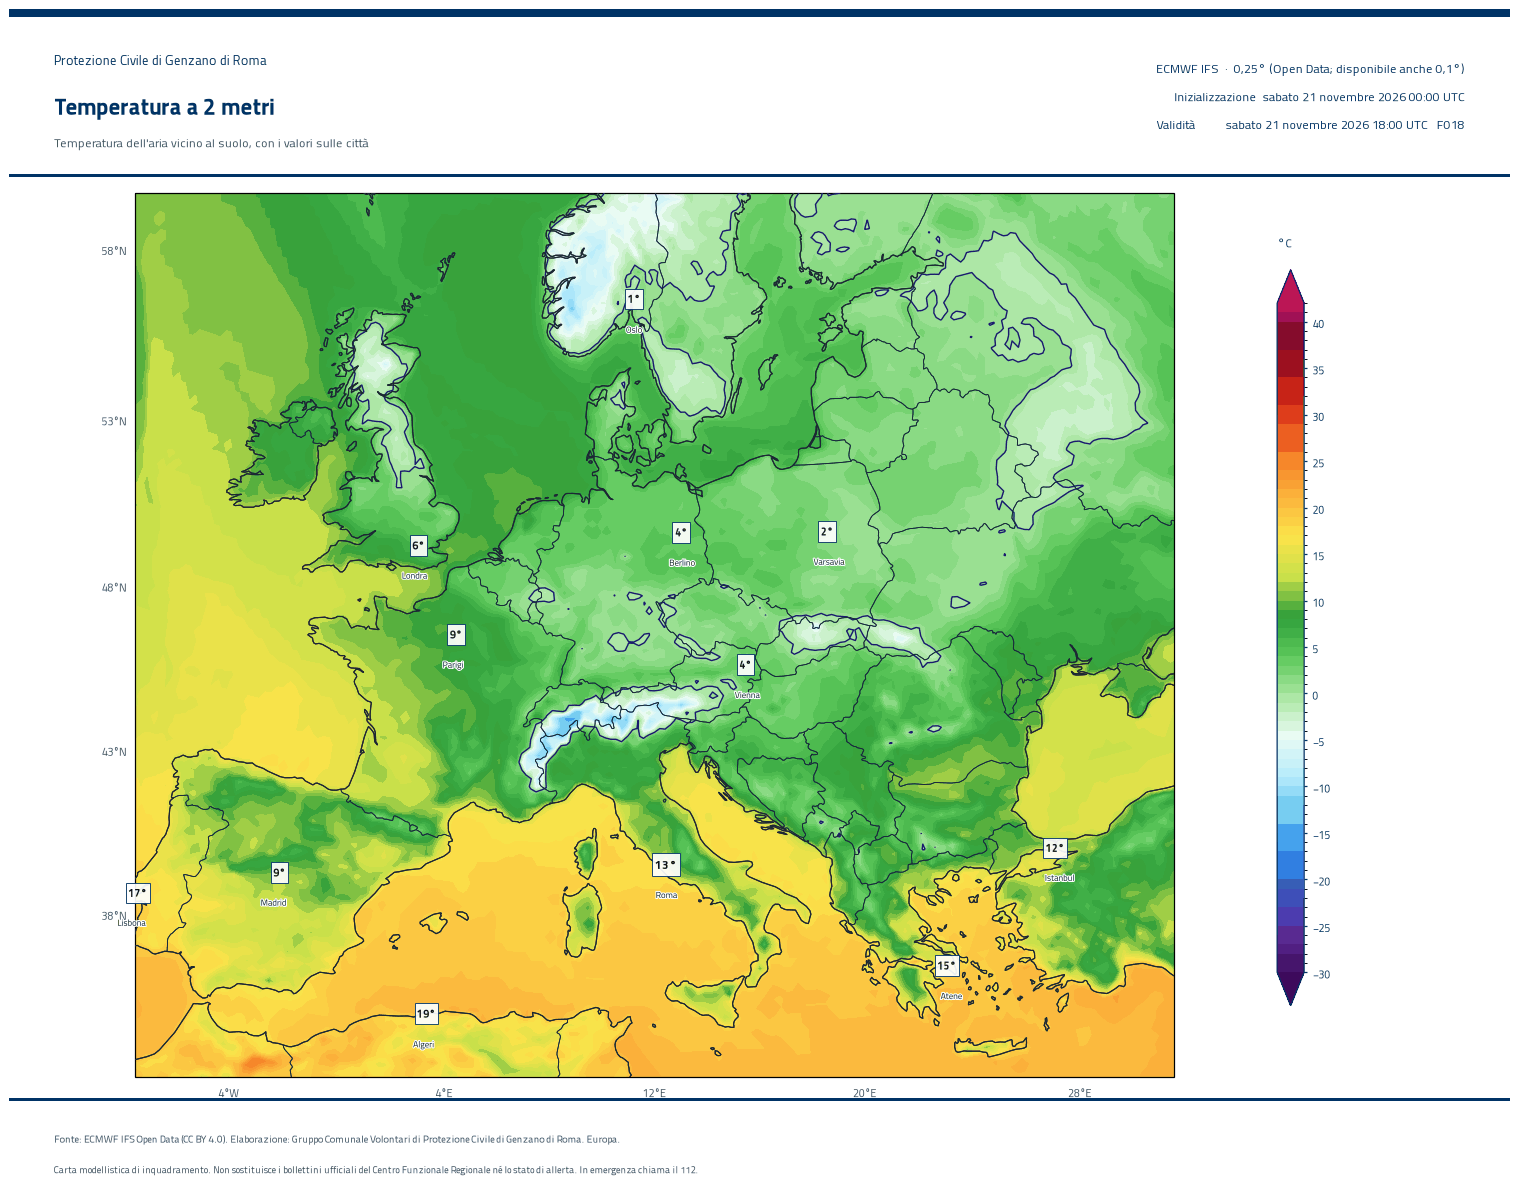 Protezione Civile di Genzano di Roma
Temperatura a 2 metri
Temperatura dell'aria vicino al suolo, con i valori sulle città
ECMWF IFS · 0,25° (Open Data; disponibile anche 0,1°)
Inizializzazione sabato 21 novembre 2026 00:00 UTC
Validità sabato 21 novembre 2026 18:00 UTC F018
58°N
53°N
48°N
43°N
38°N
1°
Oslo
6°
Londra
4°
Berlino
2°
Varsavia
9°
Parigi
4°
Vienna
12°
Istanbul
13°
Roma
9°
Madrid
17°
Lisbona
15°
Atene
19°
Algeri
4°W
4°E
12°E
20°E
28°E
°C
40
35
30
25
20
15
10
5
0
−5
−10
−15
−20
−25
−30
Fonte: ECMWF IFS Open Data (CC BY 4.0). Elaborazione: Gruppo Comunale Volontari di Protezione Civile di Genzano di Roma. Europa.
Carta modellistica di inquadramento. Non sostituisce i bollettini ufficiali del Centro Funzionale Regionale né lo stato di allerta. In emergenza chiama il 112.